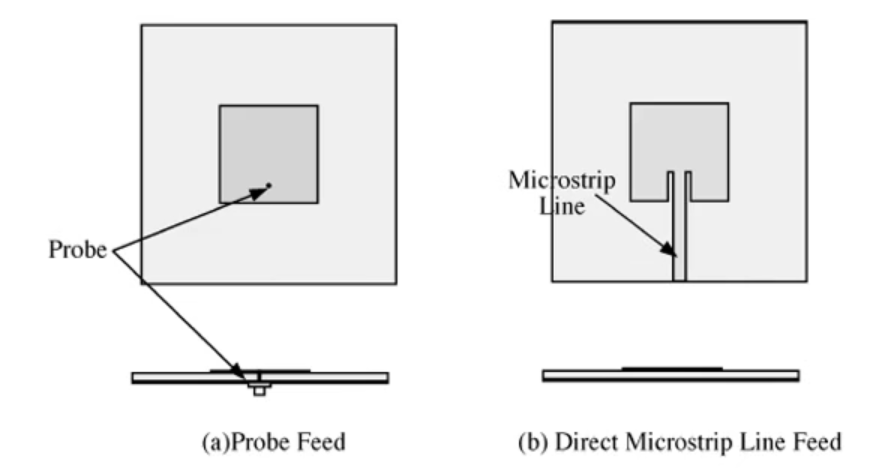 Microstrip
Line
Probe
(a)Probe Feed
(b) Direct Microstrip Line Feed